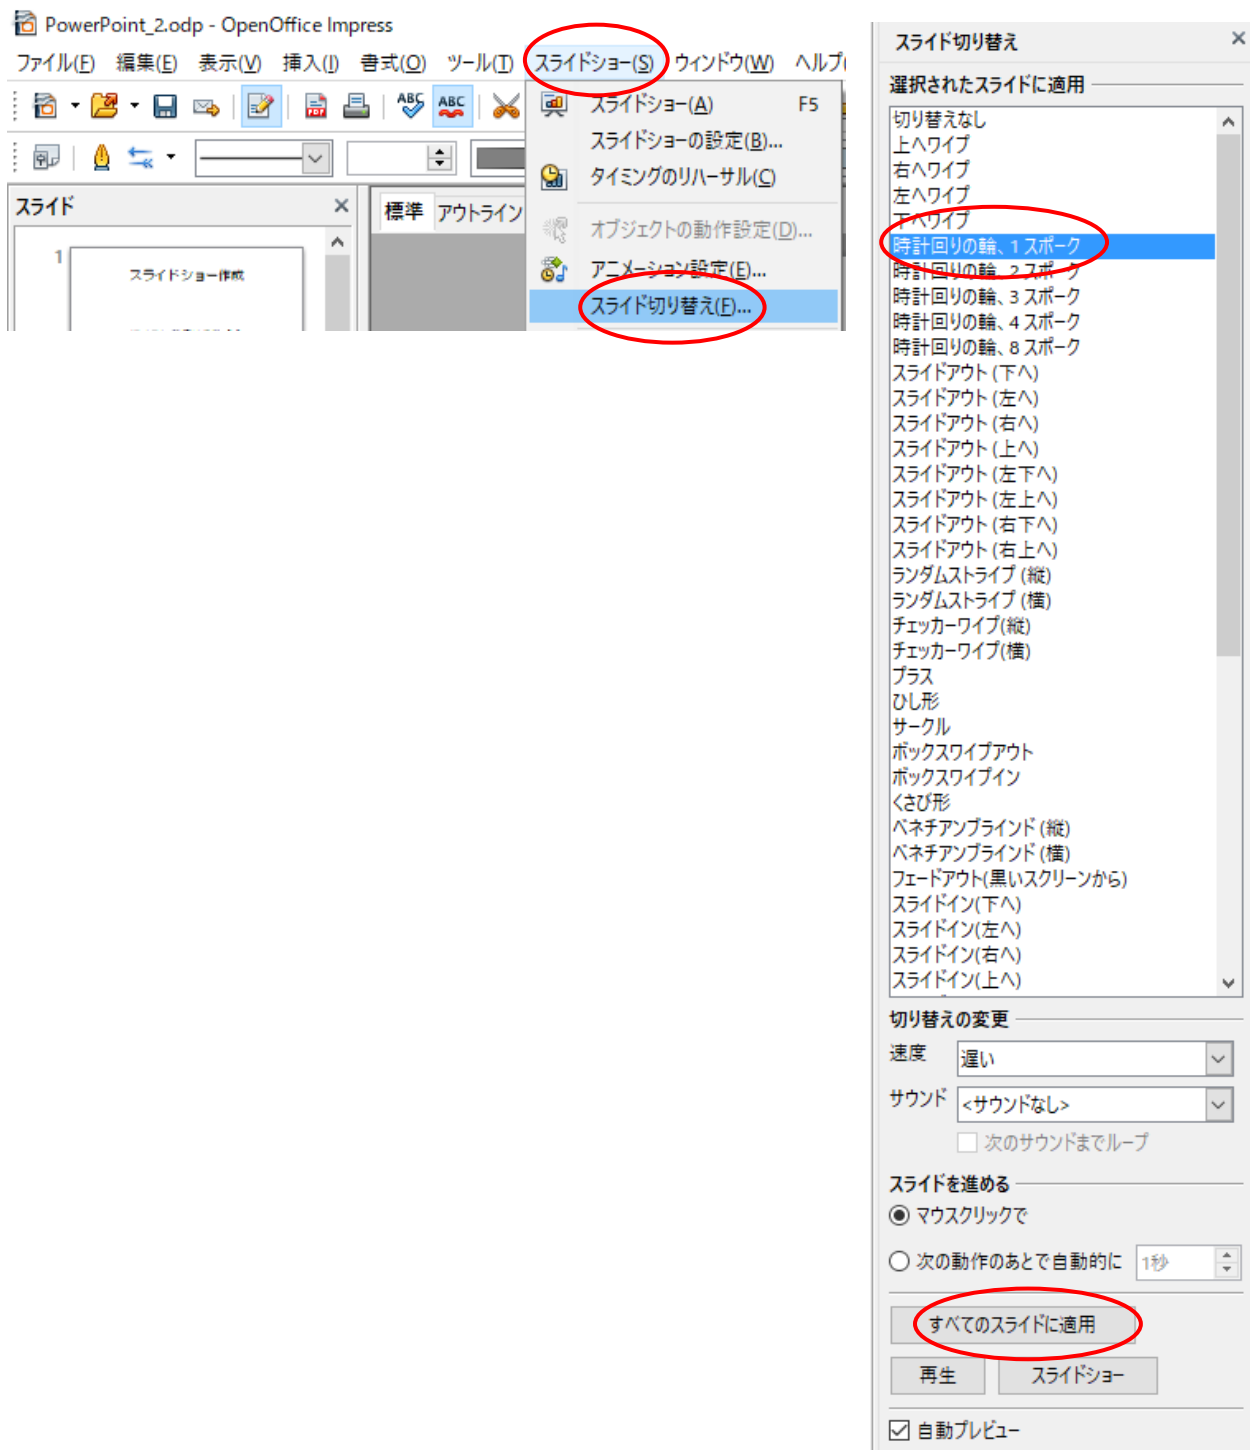 PowerPoint_2.odp - OpenOffice Impress
ファイル(F) 編集(E) 表示(V) 挿入(I) 書式(O) ツール(T) スライドショー(S) ウィンドウ(W) ヘルプ(
スライドショー(A) F5
スライドショーの設定(B)...
タイミングのリハーサル(C)
オブジェクトの動作設定(D)...
アニメーション設定(E)...
スライド切り替え(F)...
スライド
標準 アウトライン
1
スライドショー作成
スライド切り替え
選択されたスライドに適用
切り替えなし
上へワイプ
右へワイプ
左へワイプ
下へワイプ
時計回りの輪、1 スポーク
時計回りの輪、2 スポーク
時計回りの輪、3 スポーク
時計回りの輪、4 スポーク
時計回りの輪、8 スポーク
スライドアウト (下へ)
スライドアウト (左へ)
スライドアウト (右へ)
スライドアウト (上へ)
スライドアウト (左下へ)
スライドアウト (左上へ)
スライドアウト (右下へ)
スライドアウト (右上へ)
ランダムストライプ (縦)
ランダムストライプ (横)
チェッカーワイプ(縦)
チェッカーワイプ(横)
プラス
ひし形
サークル
ボックスワイプアウト
ボックスワイプイン
くさび形
ベネチアンブラインド (縦)
ベネチアンブラインド (横)
フェードアウト(黒いスクリーンから)
スライドイン(下へ)
スライドイン(左へ)
スライドイン(右へ)
スライドイン(上へ)
切り替えの変更
速度 遅い
サウンド <サウンドなし>
次のサウンドまでループ
スライドを進める
マウスクリックで
次の動作のあとで自動的に 1秒
すべてのスライドに適用
再生 スライドショー
自動プレビュー